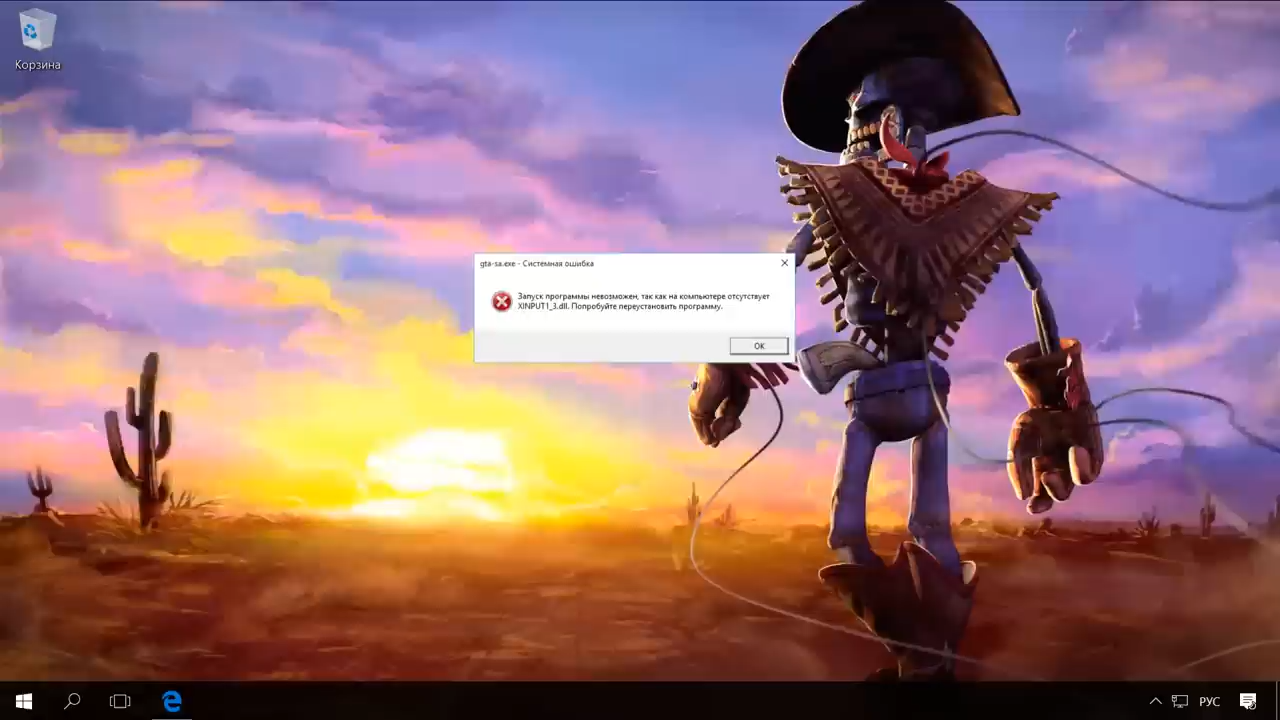 Корзина
gta-sa.exe - Системная ошибка
Запуск программы невозможен, так как на компьютере отсутствует
XINPUT1_3.dll. Попробуйте переустановить программу.
OK
РУС